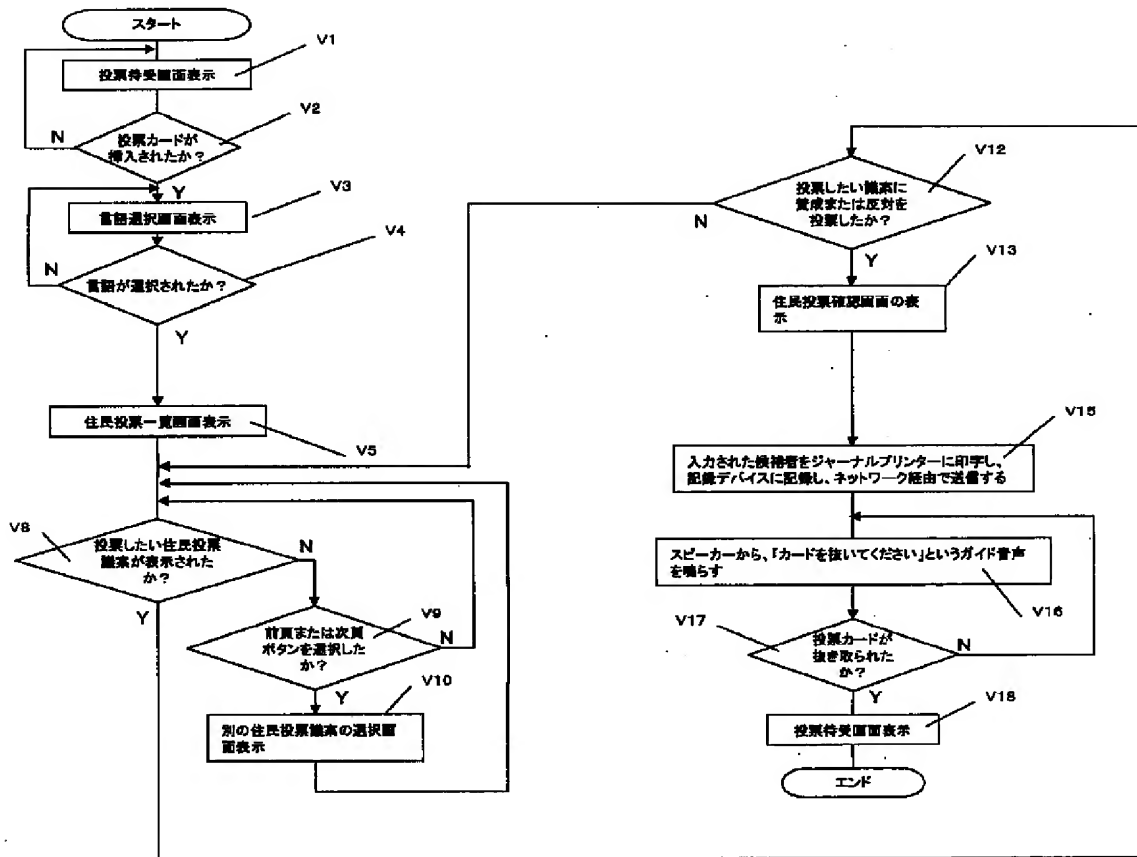 スタート
V1
投票待受画面表示
V2
投票カードが
挿入されたか?
N
Y
V3
言語選択画面表示
V4
言語が選択されたか?
N
Y
住民投票一覧画面表示
V5
V8
投票したい住民投票
議案が表示された
か?
N
Y
V9
前頁または次頁
ボタンを選択した
か?
N
Y
V10
別の住民投票議案の選択画
面表示
V12
投票したい議案に
賛成または反対を
投票したか?
N
Y
V13
住民投票確認画面の表
示
V15
入力された候補者をジャーナルプリンターに印字し、
記録デバイスに記録し、ネットワーク経由で送信する
スピーカーから、「カードを抜いてください」というガイド音声
を鳴らす
V16
V17
投票カードが
抜き取られた
か?
N
Y
V18
投票待受画面表示
エンド